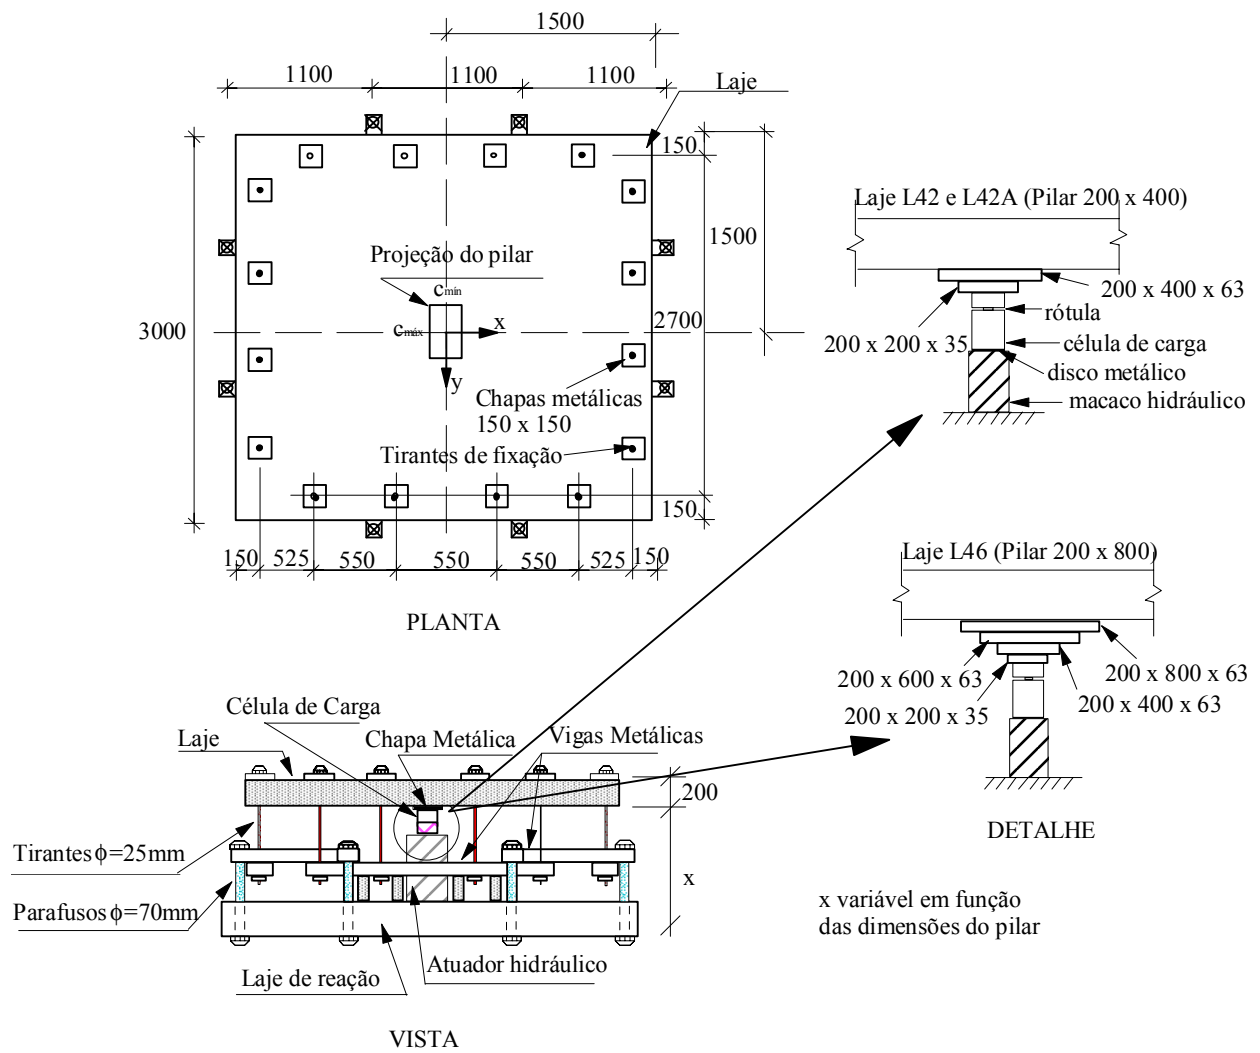 1500
1100
1100
1100
Laje
150
Projeção do pilar
cmín
cmáx
x
y
3000
2700
1500
Chapas metálicas
150 x 150
Tirantes de fixação
150
150
525
550
550
550
525
150
PLANTA
Laje L42 e L42A (Pilar 200 x 400)
200 x 400 x 63
rótula
200 x 200 x 35
célula de carga
disco metálico
macaco hidráulico
Laje L46 (Pilar 200 x 800)
200 x 800 x 63
200 x 600 x 63
200 x 400 x 63
200 x 200 x 35
DETALHE
Célula de Carga
Laje
Chapa Metálica
Vigas Metálicas
200
Tirantes ϕ=25mm
x
Parafusos ϕ=70mm
Laje de reação
Atuador hidráulico
VISTA
x variável em função
das dimensões do pilar